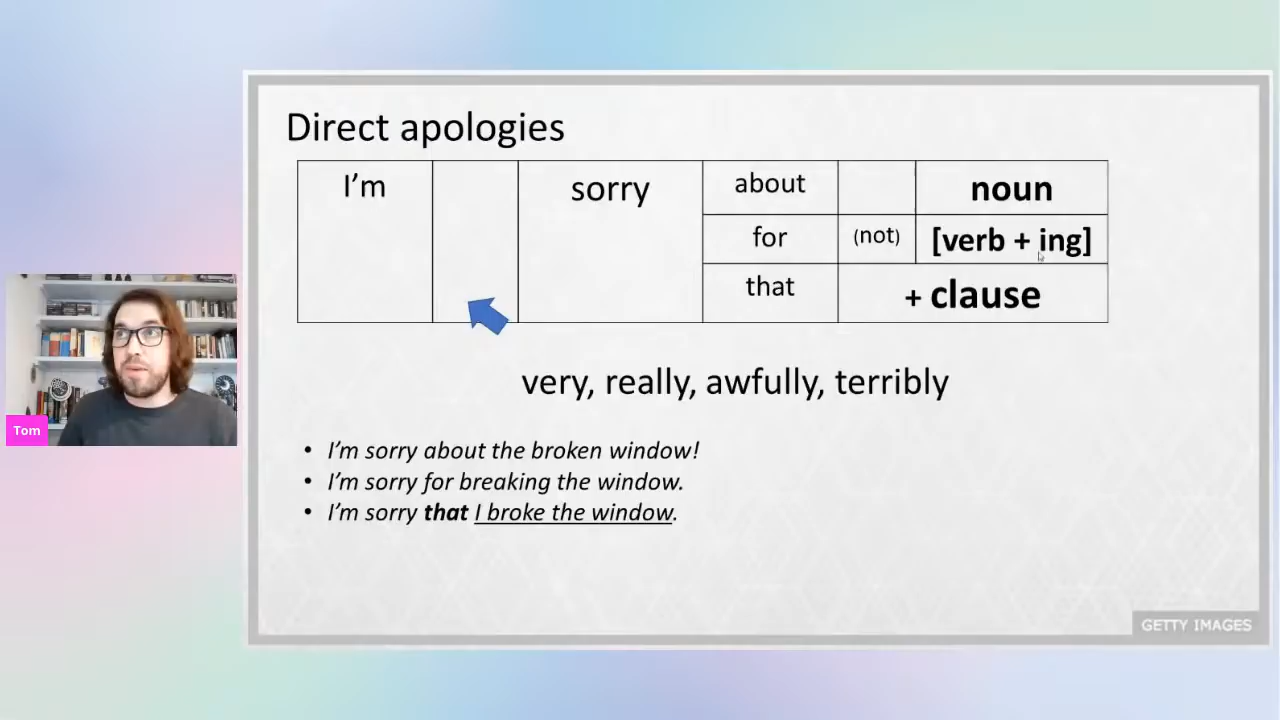 Direct apologies
I'm sorry about noun
for (not) [verb + ing]
that + clause
very, really, awfully, terribly
• I'm sorry about the broken window!
• I'm sorry for breaking the window.
• I'm sorry that I broke the window.
Tom
GETTY IMAGES